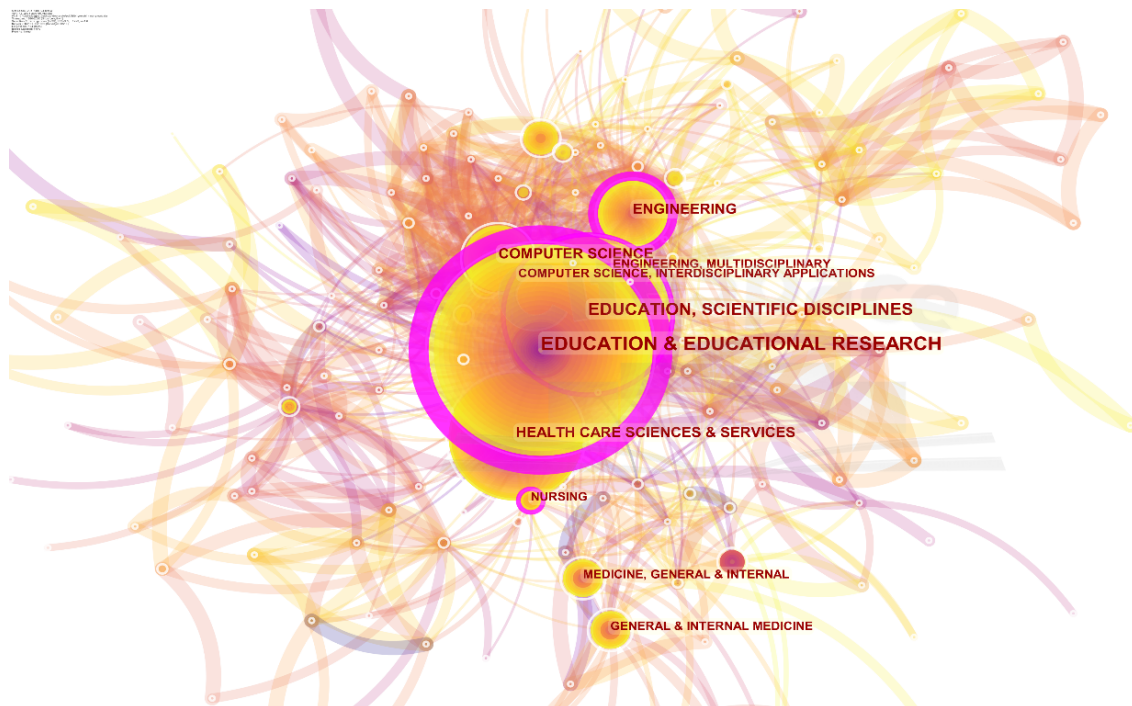 ENGINEERING
COMPUTER SCIENCE
ENGINEERING, MULTIDISCIPLINARY
COMPUTER SCIENCE, INTERDISCIPLINARY APPLICATIONS
EDUCATION, SCIENTIFIC DISCIPLINES
EDUCATION & EDUCATIONAL RESEARCH
HEALTH CARE SCIENCES & SERVICES
NURSING
MEDICINE, GENERAL & INTERNAL
GENERAL & INTERNAL MEDICINE